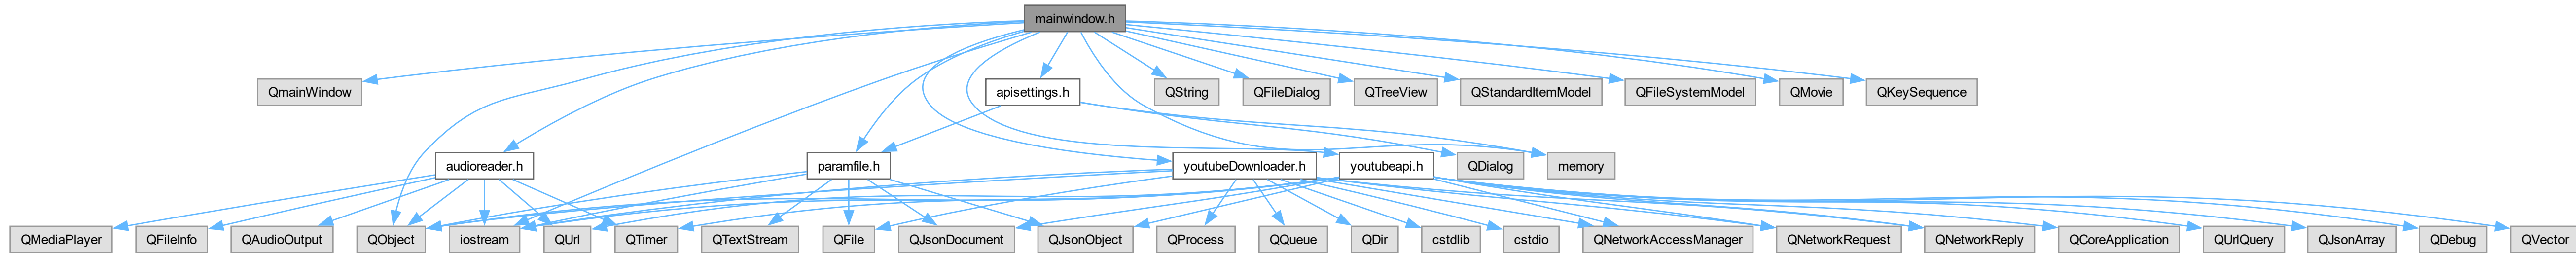 mainwindow.h
QmainWindow
apisettings.h
QString
QFileDialog
QTreeView
QStandardItemModel
QFileSystemModel
QMovie
QKeySequence
audioreader.h
paramfile.h
youtubeDownloader.h
youtubeapi.h
QDialog
memory
QMediaPlayer
QFileInfo
QAudioOutput
QObject
iostream
QUrl
QTimer
QTextStream
QFile
QJsonDocument
QJsonObject
QProcess
QQueue
QDir
cstdlib
cstdio
QNetworkAccessManager
QNetworkRequest
QNetworkReply
QCoreApplication
QUrlQuery
QJsonArray
QDebug
QVector